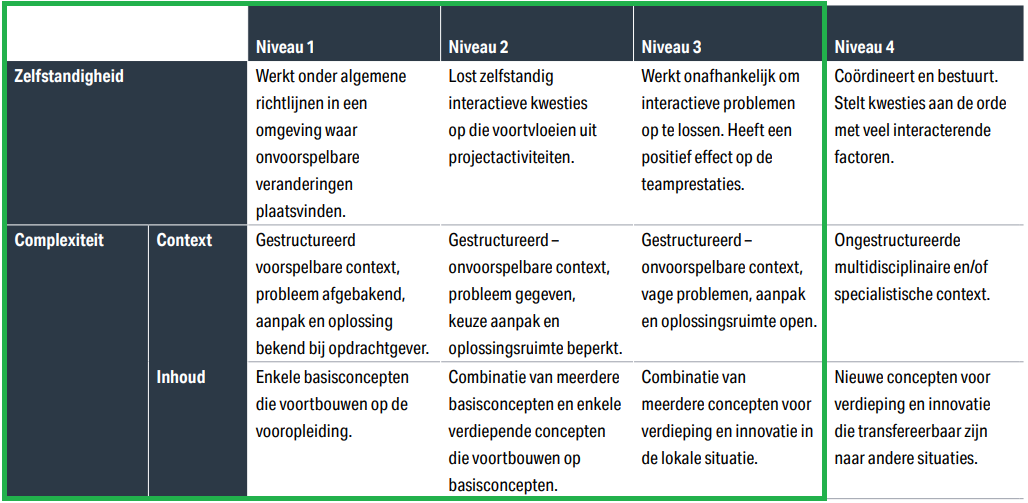 Niveau 1
Niveau 2
Niveau 3
Niveau 4
Zelfstandigheid
Werkt onder algemene
richtlijnen in een
omgeving waar
onvoorspelbare
veranderingen
plaatsvinden.
Lost zelfstandig
interactieve kwesties
op die voortvloeien uit
projectactiviteiten.
Werkt onafhankelijk om
interactieve problemen
op te lossen. Heeft een
positief effect op de
teamprestaties.
Coördineert en bestuurt.
Stelt kwesties aan de orde
met veel interacterende
factoren.
Complexiteit
Context
Gestructureerd
voorspelbare context,
probleem afgebakend,
aanpak en oplossing
bekend bij opdrachtgever.
Gestructureerd –
onvoorspelbare context,
probleem gegeven,
keuze aanpak en
oplossingsruimte beperkt.
Gestructureerd –
onvoorspelbare context,
vage problemen, aanpak
en oplossingsruimte open.
Ongestructureerde
multidisciplinaire en/of
specialistische context.
Inhoud
Enkele basisconcepten
die voortbouwen op de
vooropleiding.
Combinatie van meerdere
basisconcepten en enkele
verdiepende concepten
die voortbouwen op
basisconcepten.
Combinatie van
meerdere concepten voor
verdieping en innovatie in
de lokale situatie.
Nieuwe concepten voor
verdieping en innovatie
die transfereerbaar zijn
naar andere situaties.